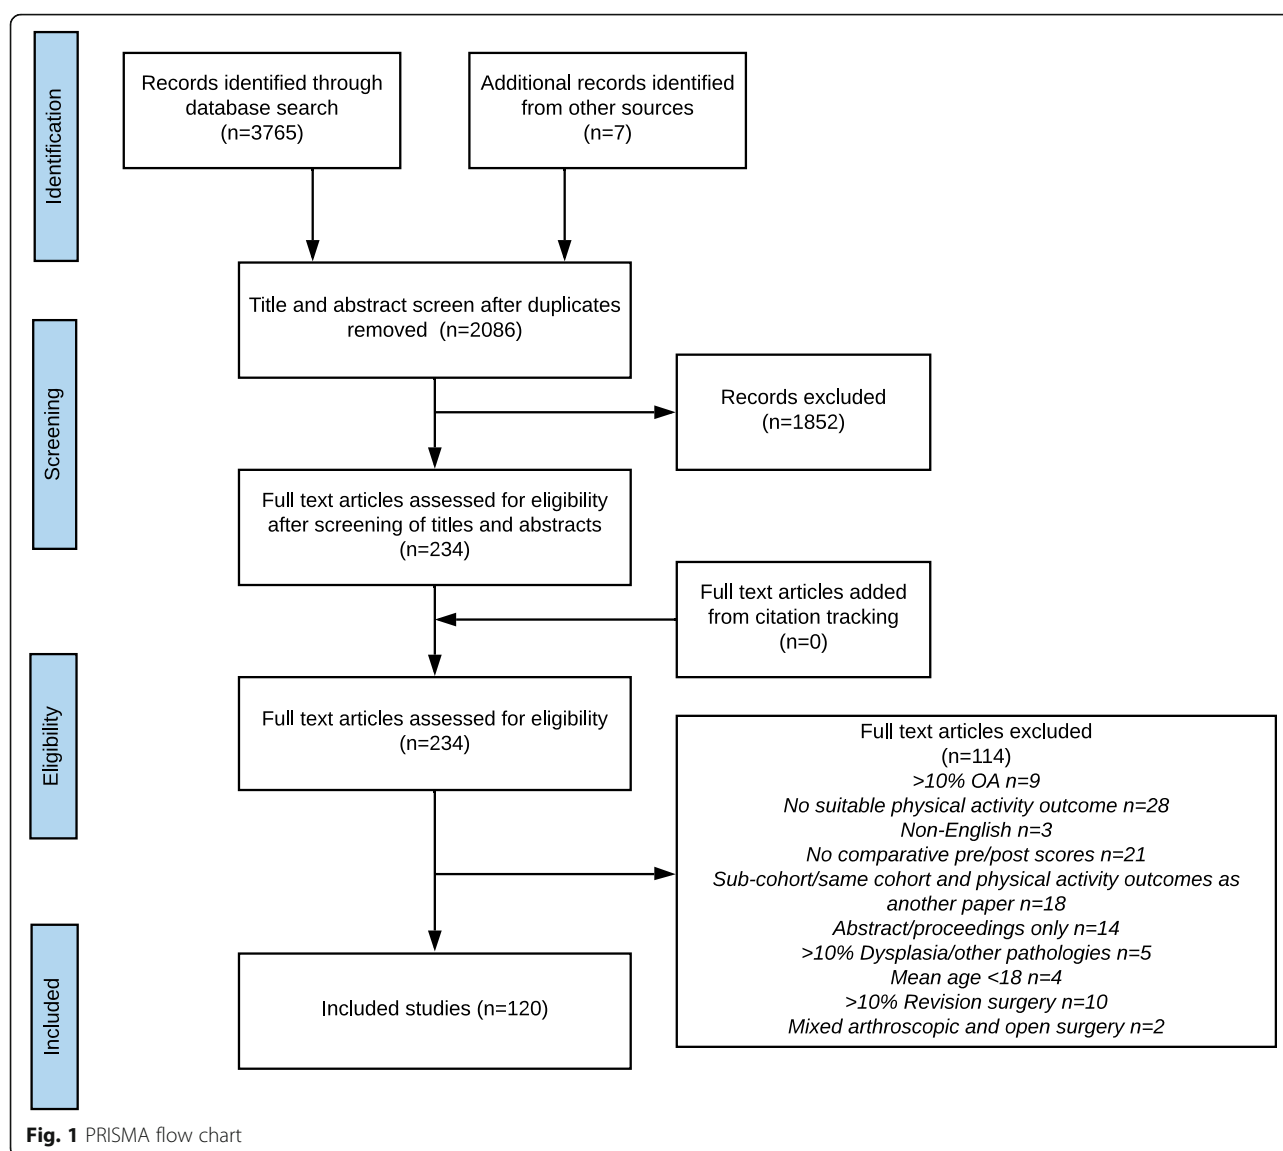 Identification
Records identified through
database search
(n=3765)
Additional records identified
from other sources
(n=7)
Title and abstract screen after duplicates
removed (n=2086)
Screening
Records excluded
(n=1852)
Full text articles assessed for eligibility
after screening of titles and abstracts
(n=234)
Full text articles added
from citation tracking
(n=0)
Eligibility
Full text articles assessed for eligibility
(n=234)
Full text articles excluded
(n=114)
>10% OA n=9
No suitable physical activity outcome n=28
Non-English n=3
No comparative pre/post scores n=21
Sub-cohort/same cohort and physical activity outcomes as
another paper n=18
Abstract/proceedings only n=14
>10% Dysplasia/other pathologies n=5
Mean age <18 n=4
>10% Revision surgery n=10
Mixed arthroscopic and open surgery n=2
Included
Included studies (n=120)
Fig. 1 PRISMA flow chart